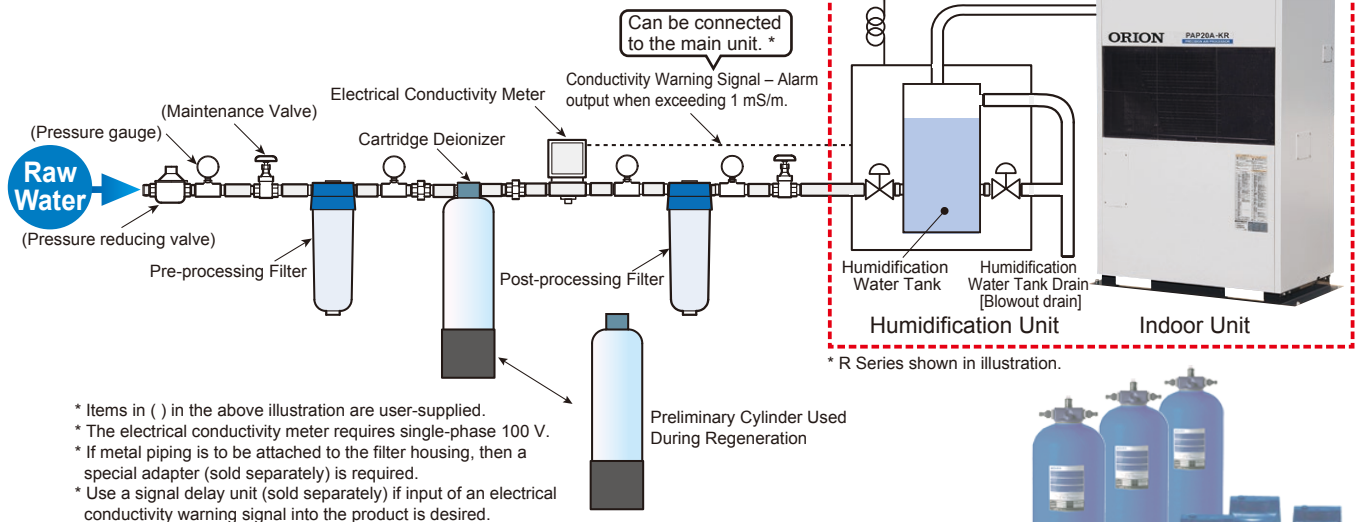 Can be connected
to the main unit. *
Conductivity Warning Signal – Alarm
output when exceeding 1 mS/m.
Electrical Conductivity Meter
(Maintenance Valve)
Cartridge Deionizer
(Pressure gauge)
Raw
Water
(Pressure reducing valve)
Pre-processing Filter
Post-processing Filter
ORION
PAP20A-KR
Humidification
Water Tank
Humidification
Water Tank Drain
[Blowout drain]
Humidification Unit
Indoor Unit
* R Series shown in illustration.
Preliminary Cylinder Used
During Regeneration
* Items in ( ) in the above illustration are user-supplied.
* The electrical conductivity meter requires single-phase 100 V.
* If metal piping is to be attached to the filter housing, then a
special adapter (sold separately) is required.
* Use a signal delay unit (sold separately) if input of an electrical
conductivity warning signal into the product is desired.